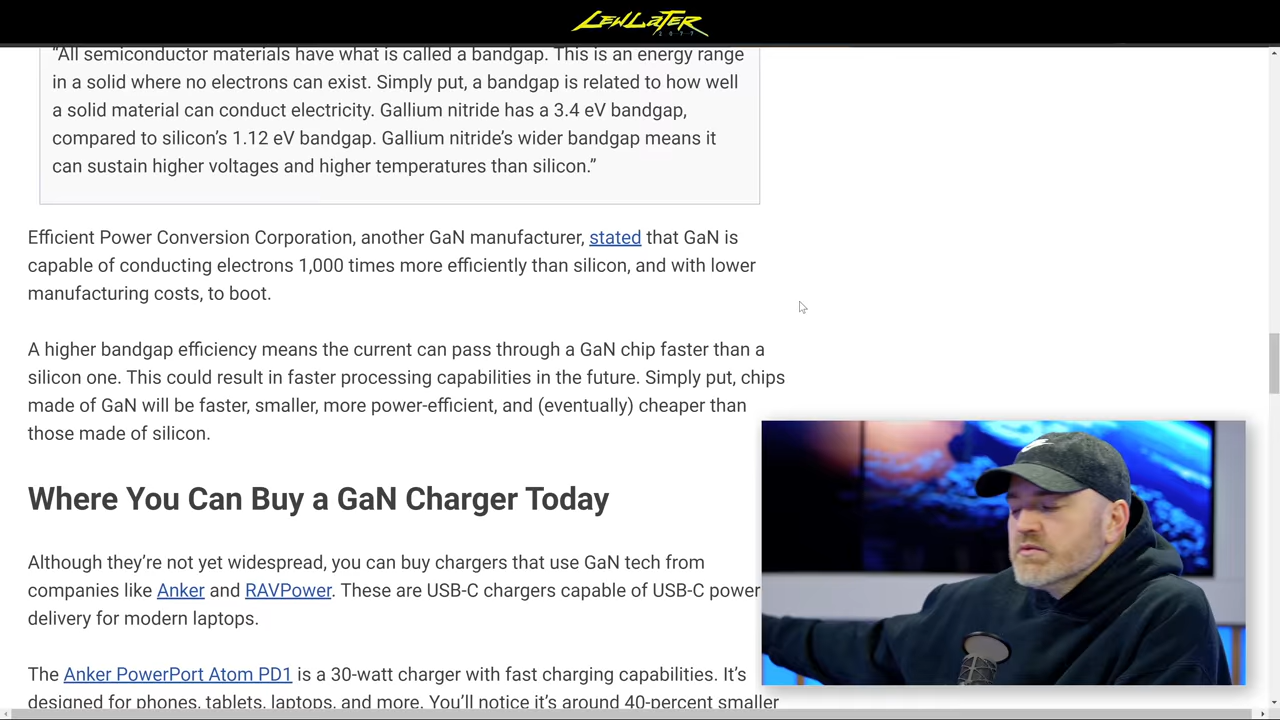 LEWLATER
2077
“All semiconductor materials have what is called a bandgap. This is an energy range
in a solid where no electrons can exist. Simply put, a bandgap is related to how well
a solid material can conduct electricity. Gallium nitride has a 3.4 eV bandgap,
compared to silicon’s 1.12 eV bandgap. Gallium nitride’s wider bandgap means it
can sustain higher voltages and higher temperatures than silicon.”
Efficient Power Conversion Corporation, another GaN manufacturer, stated that GaN is
capable of conducting electrons 1,000 times more efficiently than silicon, and with lower
manufacturing costs, to boot.
A higher bandgap efficiency means the current can pass through a GaN chip faster than a
silicon one. This could result in faster processing capabilities in the future. Simply put, chips
made of GaN will be faster, smaller, more power-efficient, and (eventually) cheaper than
those made of silicon.
Where You Can Buy a GaN Charger Today
Although they’re not yet widespread, you can buy chargers that use GaN tech from
companies like Anker and RAVPower. These are USB-C chargers capable of USB-C power
delivery for modern laptops.
The Anker PowerPort Atom PD1 is a 30-watt charger with fast charging capabilities. It’s
designed for phones, tablets, laptops, and more. You’ll notice it’s around 40-percent smaller